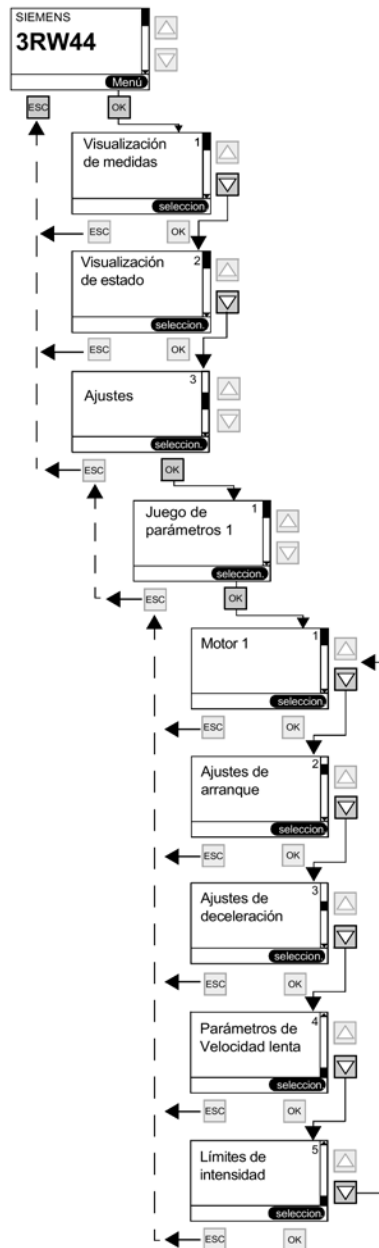 SIEMENS
3RW44
Menú
ESC
OK
Visualización
de medidas
1
seleccion.
ESC
OK
Visualización
de estado
2
seleccion.
ESC
OK
Ajustes
3
seleccion.
ESC
OK
Juego de
parámetros 1
1
seleccion.
ESC
OK
Motor 1
1
seleccion
ESC
OK
Ajustes de
arranque
2
seleccion
ESC
OK
Ajustes de
deceleración
3
seleccion
ESC
OK
Parámetros de
Velocidad lenta
4
seleccion
ESC
OK
Límites de
intensidad
5
seleccion.
ESC
OK